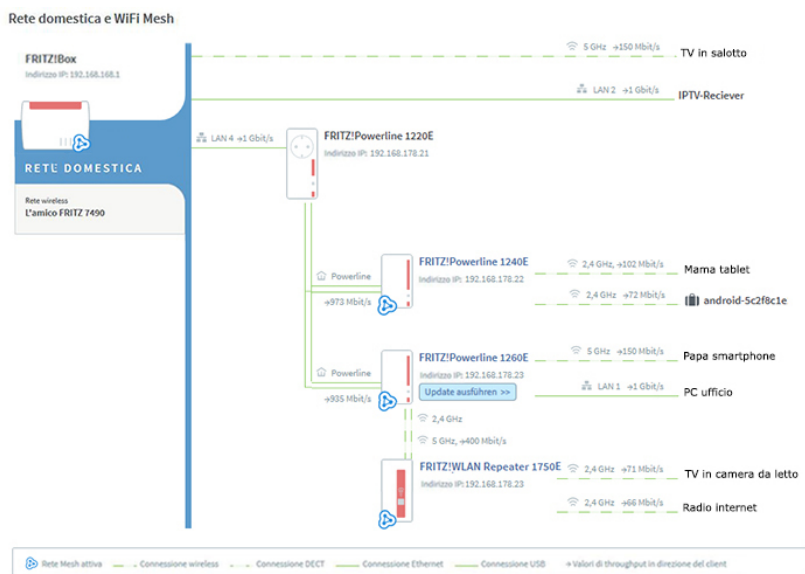 Rete domestica e WiFi Mesh
FRITZ!Box
Indirizzo IP: 192.168.168.1
RETE DOMESTICA
Rete wireless
L'amico FRITZ 7490
5 GHz →150 Mbit/s
TV in salotto
LAN 2 →1 Gbit/s
IPTV-Reciever
LAN 4 →1 Gbit/s
FRITZ!Powerline 1220E
Indirizzo IP: 192.168.178.21
Powerline
→973 Mbit/s
FRITZ!Powerline 1240E
Indirizzo IP: 192.168.178.22
2,4 GHz, →102 Mbit/s
Mama tablet
2,4 GHz →72 Mbit/s
android-5c2f8c1e
Powerline
→935 Mbit/s
FRITZ!Powerline 1260E
Indirizzo IP: 192.168.178.23
Update ausführen >>
5 GHz →150 Mbit/s
Papa smartphone
LAN 1 →1 Gbit/s
PC ufficio
2,4 GHz
5 GHz, →400 Mbit/s
FRITZ!WLAN Repeater 1750E
Indirizzo IP: 192.168.178.23
2,4 GHz →71 Mbit/s
TV in camera da letto
2,4 GHz →66 Mbit/s
Radio internet
Rete Mesh attiva Connessione wireless Connessione DECT Connessione Ethernet Connessione USB → Valori di throughput in direzione del client